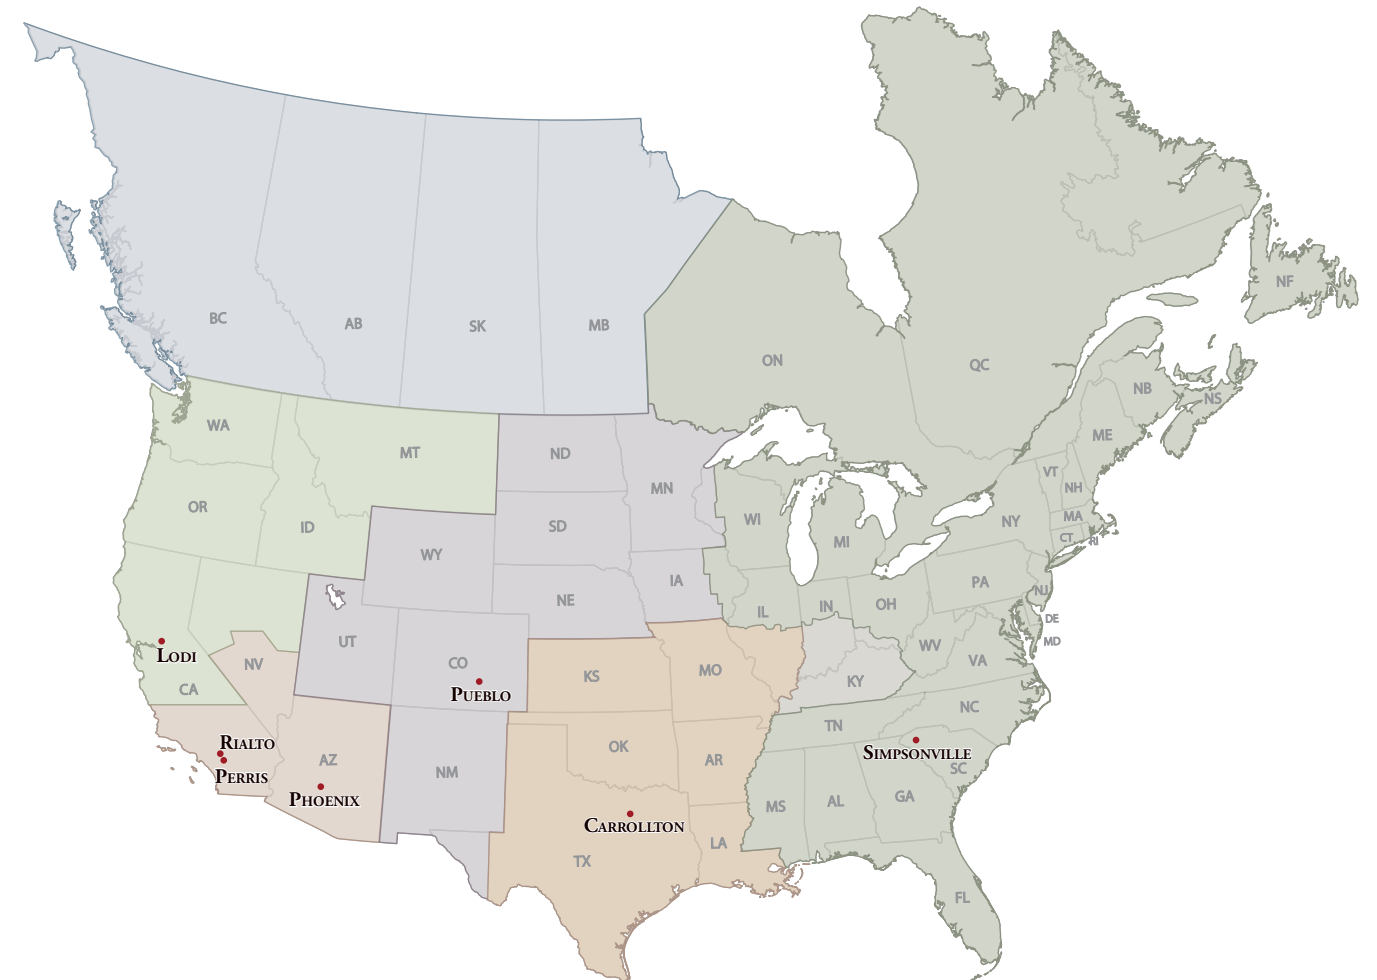 NF
BC
AB
SK
MB
ON
QC
NB
NS
WA
MT
ND
MN
ME
VT
NH
OR
ID
SD
WI
MI
NY
MA
CT
RI
WY
NE
IA
IL
IN
OH
PA
NJ
DE
MD
UT
CO
WV
VA
LODI
NV
CA
PUEBLO
KS
MO
KY
NC
TN
RIALTO
PERRIS
AZ
PHOENIX
NM
OK
AR
SIMPSONVILLE
SC
CARROLLTON
MS
AL
GA
TX
LA
FL